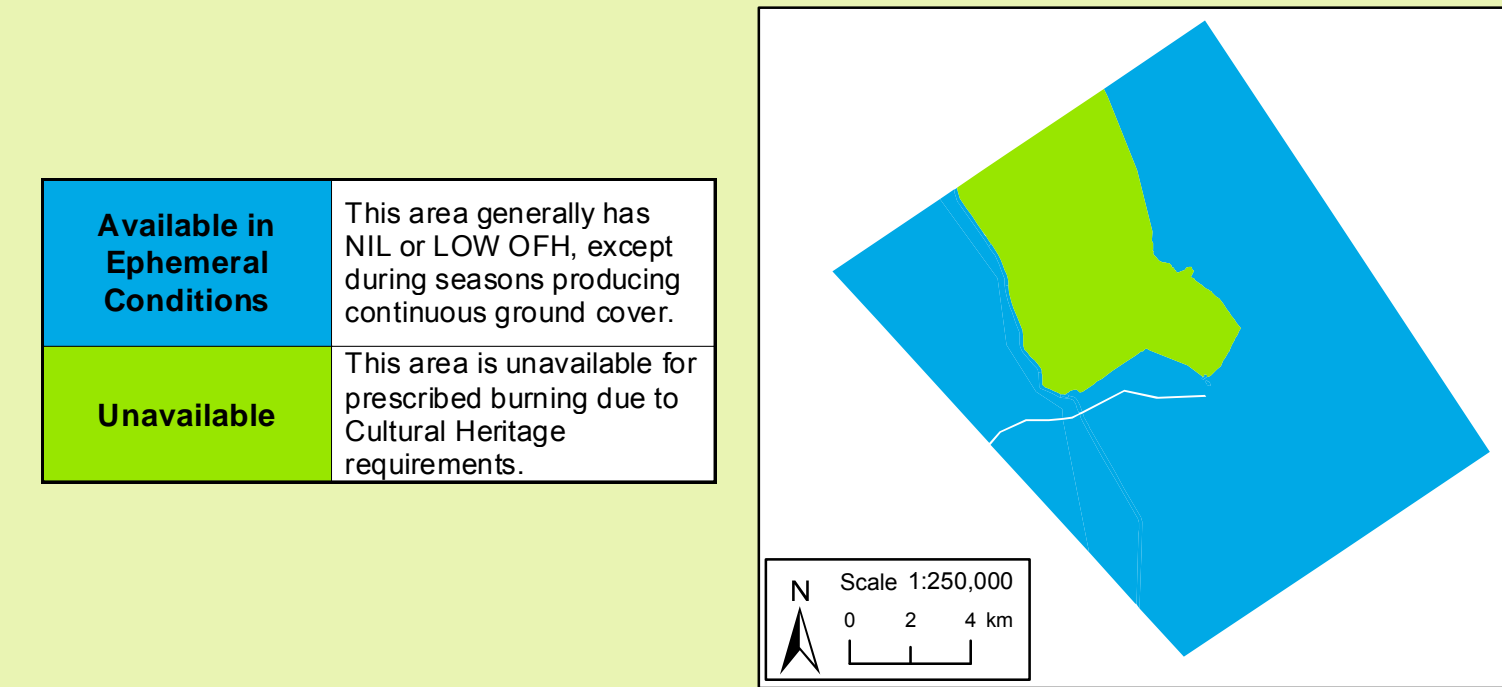 Available in
Ephemeral
Conditions
This area generally has
NIL or LOW OFH, except
during seasons producing
continuous ground cover.
Unavailable
This area is unavailable for
prescribed burning due to
Cultural Heritage
requirements.
N
Scale 1:250,000
0 2 4 km